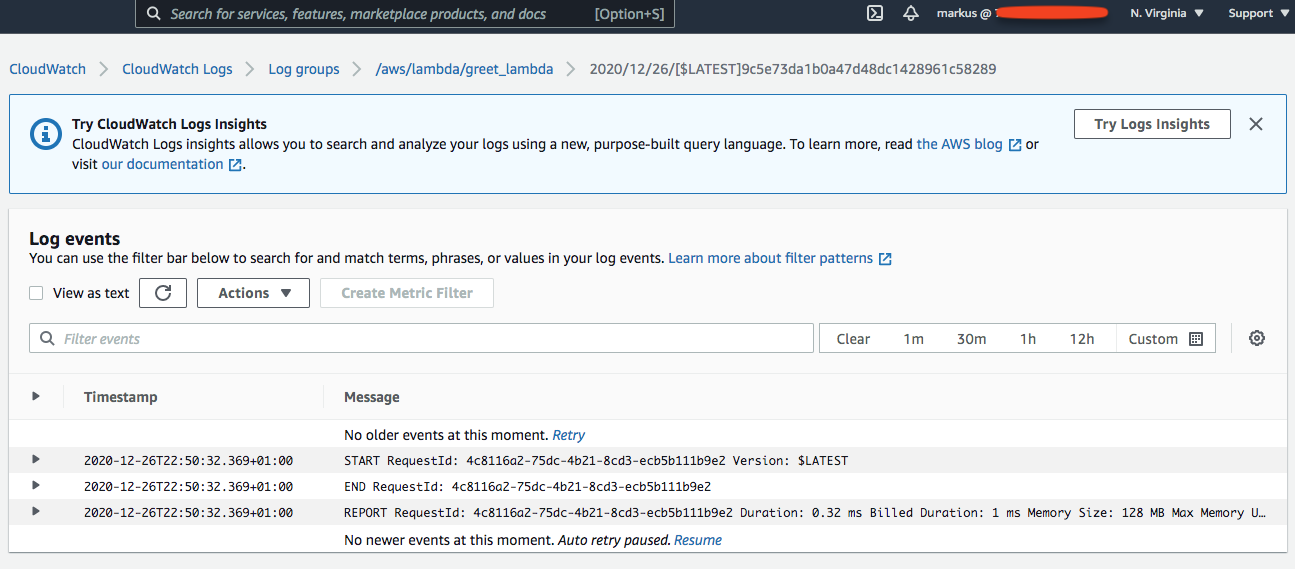 Search for services, features, marketplace products, and docs [Option+S] markus @ N. Virginia Support
CloudWatch CloudWatch Logs Log groups /aws/lambda/greet_lambda 2020/12/26/[$LATEST]9c5e73da1b0a47d48dc1428961c58289
Try CloudWatch Logs Insights
CloudWatch Logs insights allows you to search and analyze your logs using a new, purpose-built query language. To learn more, read the AWS blog or
visit our documentation.
Try Logs Insights
Log events
You can use the filter bar below to search for and match terms, phrases, or values in your log events. Learn more about filter patterns
View as text Actions Create Metric Filter
Filter events Clear 1m 30m 1h 12h Custom
Timestamp Message
No older events at this moment. Retry
2020-12-26T22:50:32.369+01:00 START RequestId: 4c8116a2-75dc-4b21-8cd3-ecb5b111b9e2 Version: $LATEST
2020-12-26T22:50:32.369+01:00 END RequestId: 4c8116a2-75dc-4b21-8cd3-ecb5b111b9e2
2020-12-26T22:50:32.369+01:00 REPORT RequestId: 4c8116a2-75dc-4b21-8cd3-ecb5b111b9e2 Duration: 0.32 ms Billed Duration: 1 ms Memory Size: 128 MB Max Memory U…
No newer events at this moment. Auto retry paused. Resume